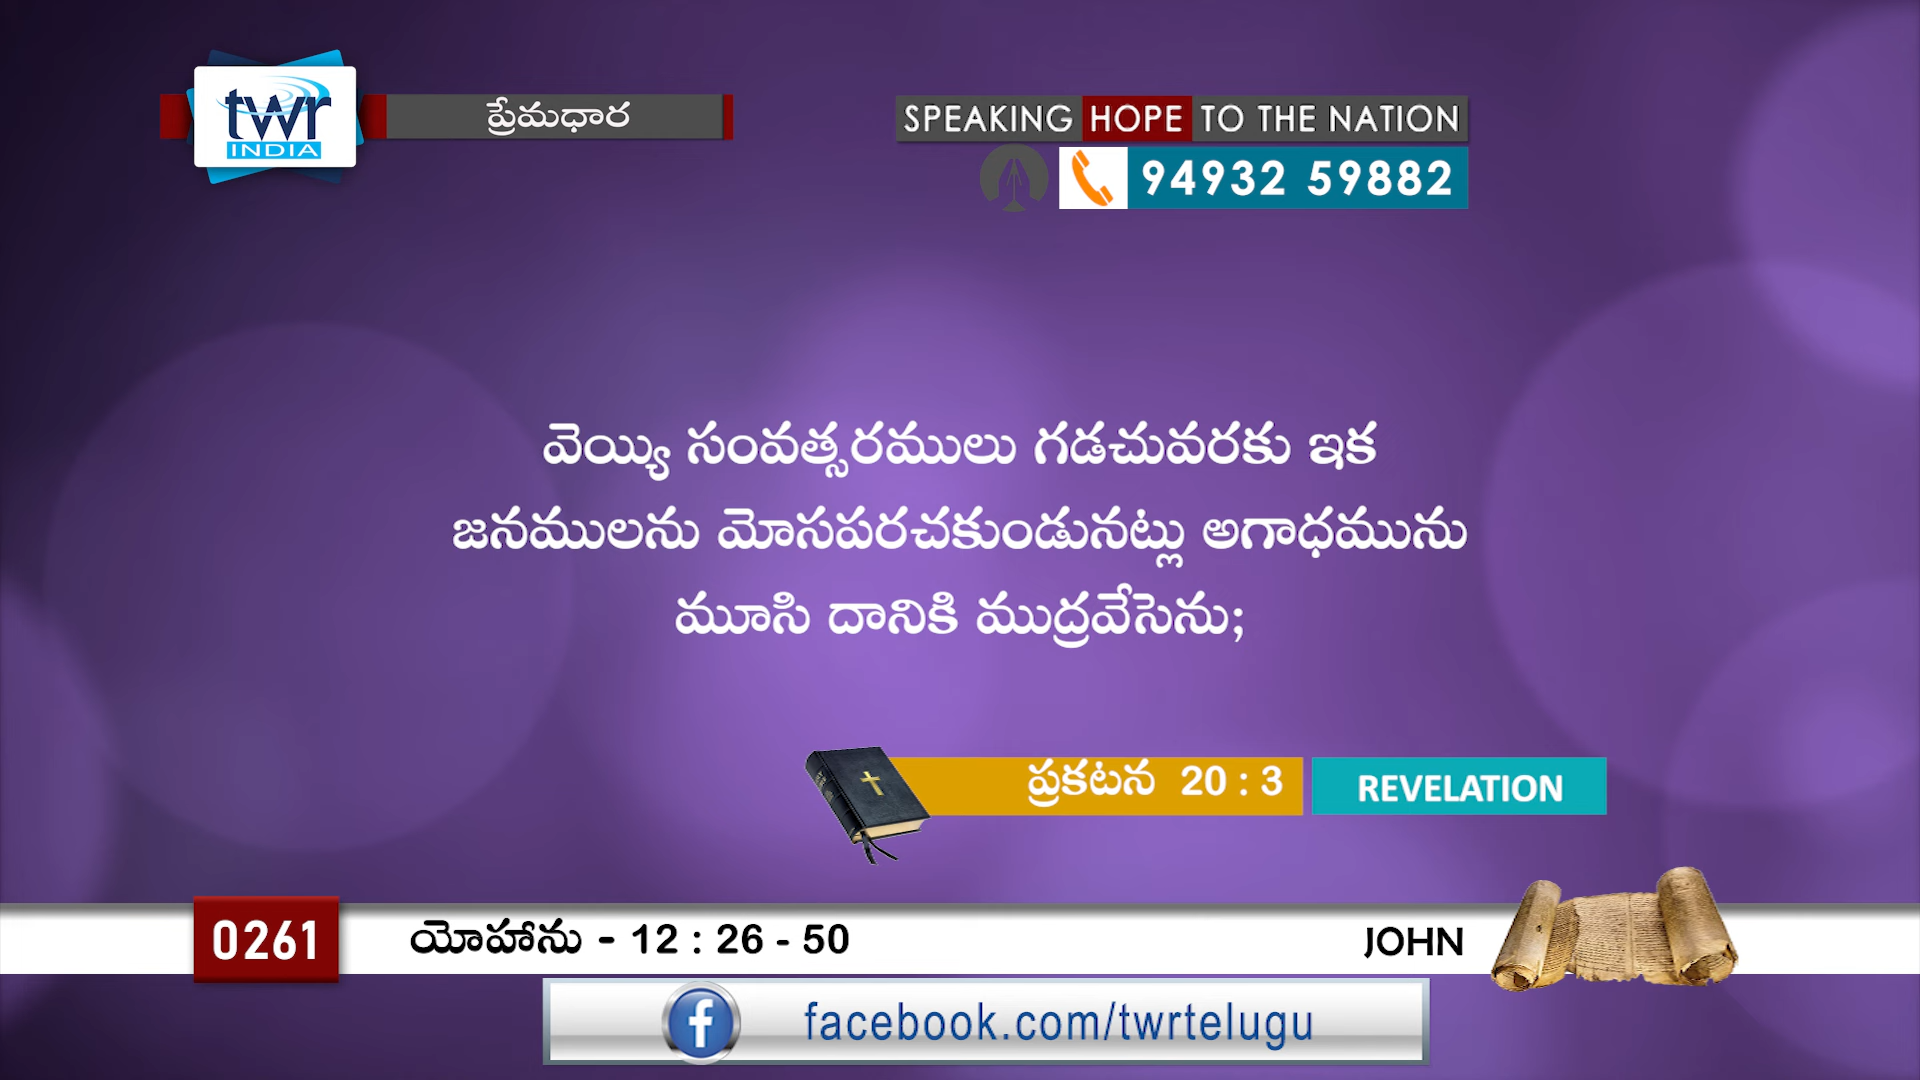 twr
INDIA
ప్రేమధార
SPEAKING HOPE TO THE NATION
94932 59882
వెయ్యి సంవత్సరములు గడచువరకు ఇక
జనములను మోసపరచకుండునట్లు అగాధమును
మూసి దానికి ముద్రవేసెను;
ప్రకటన 20 : 3
REVELATION
0261
యోహాను - 12 : 26 - 50
JOHN
facebook.com/twrtelugu